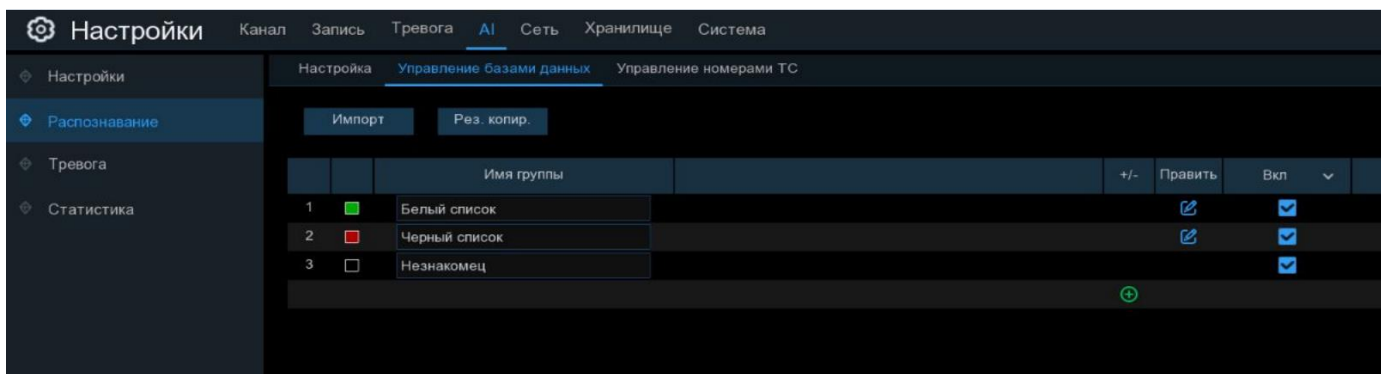 Настройки Канал Запись Тревога AI Сеть Хранилище Система
Настройки
Распознавание
Тревога
Статистика
Настройка Управление базами данных Управление номерами ТС
Импорт Рез. копир.
Имя группы +/- Править Вкл
1 Белый список
2 Черный список
3 Незнакомец